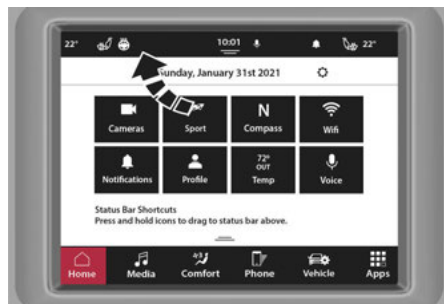 22° 10:01 22°
Sunday, January 31st 2021
Cameras Sport N Compass Wifi
Notifications Profile 72° OUT Temp Voice
Status Bar Shortcuts
Press and hold icons to drag to status bar above.
Home Media Comfort Phone Vehicle Apps